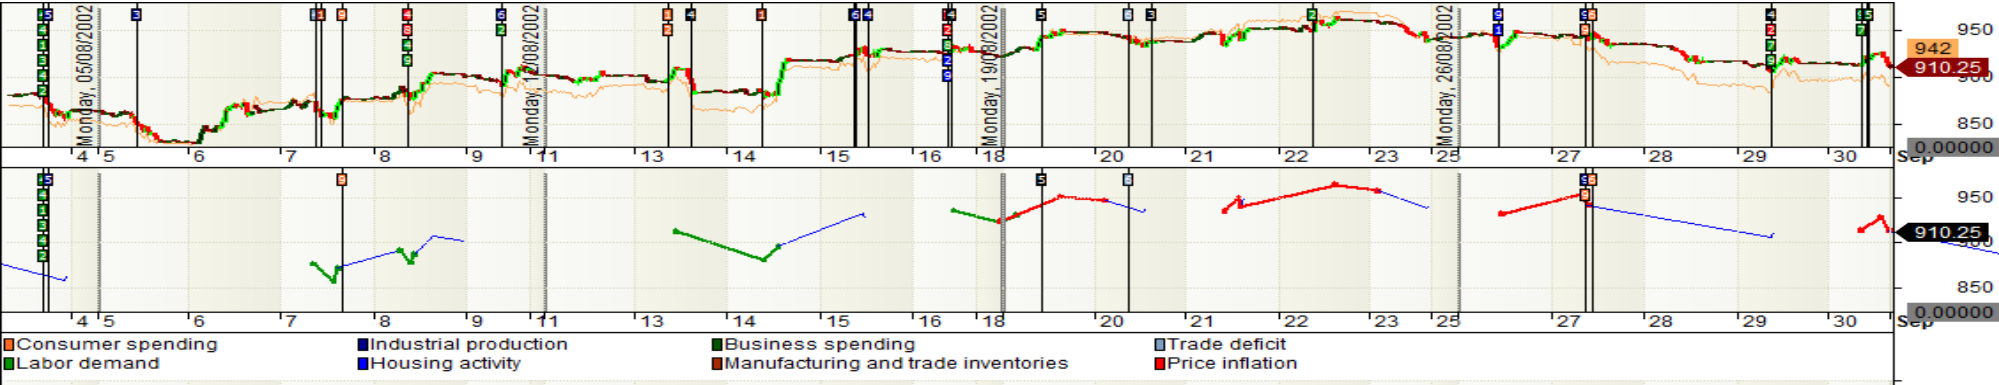 Monday, 05/08/2002
Monday, 12/08/2002
Monday, 19/08/2002
Monday, 26/08/2002
950
942
910.25
900
850
0.00000
4 5 6 7 8 9 11 13 14 15 16 18 20 21 22 23 25 27 28 29 30 Sep
950
910.25
900
850
0.00000
4 5 6 7 8 9 11 13 14 15 16 18 20 21 22 23 25 27 28 29 30 Sep
Consumer spending Industrial production Business spending Trade deficit
Labor demand Housing activity Manufacturing and trade inventories Price inflation